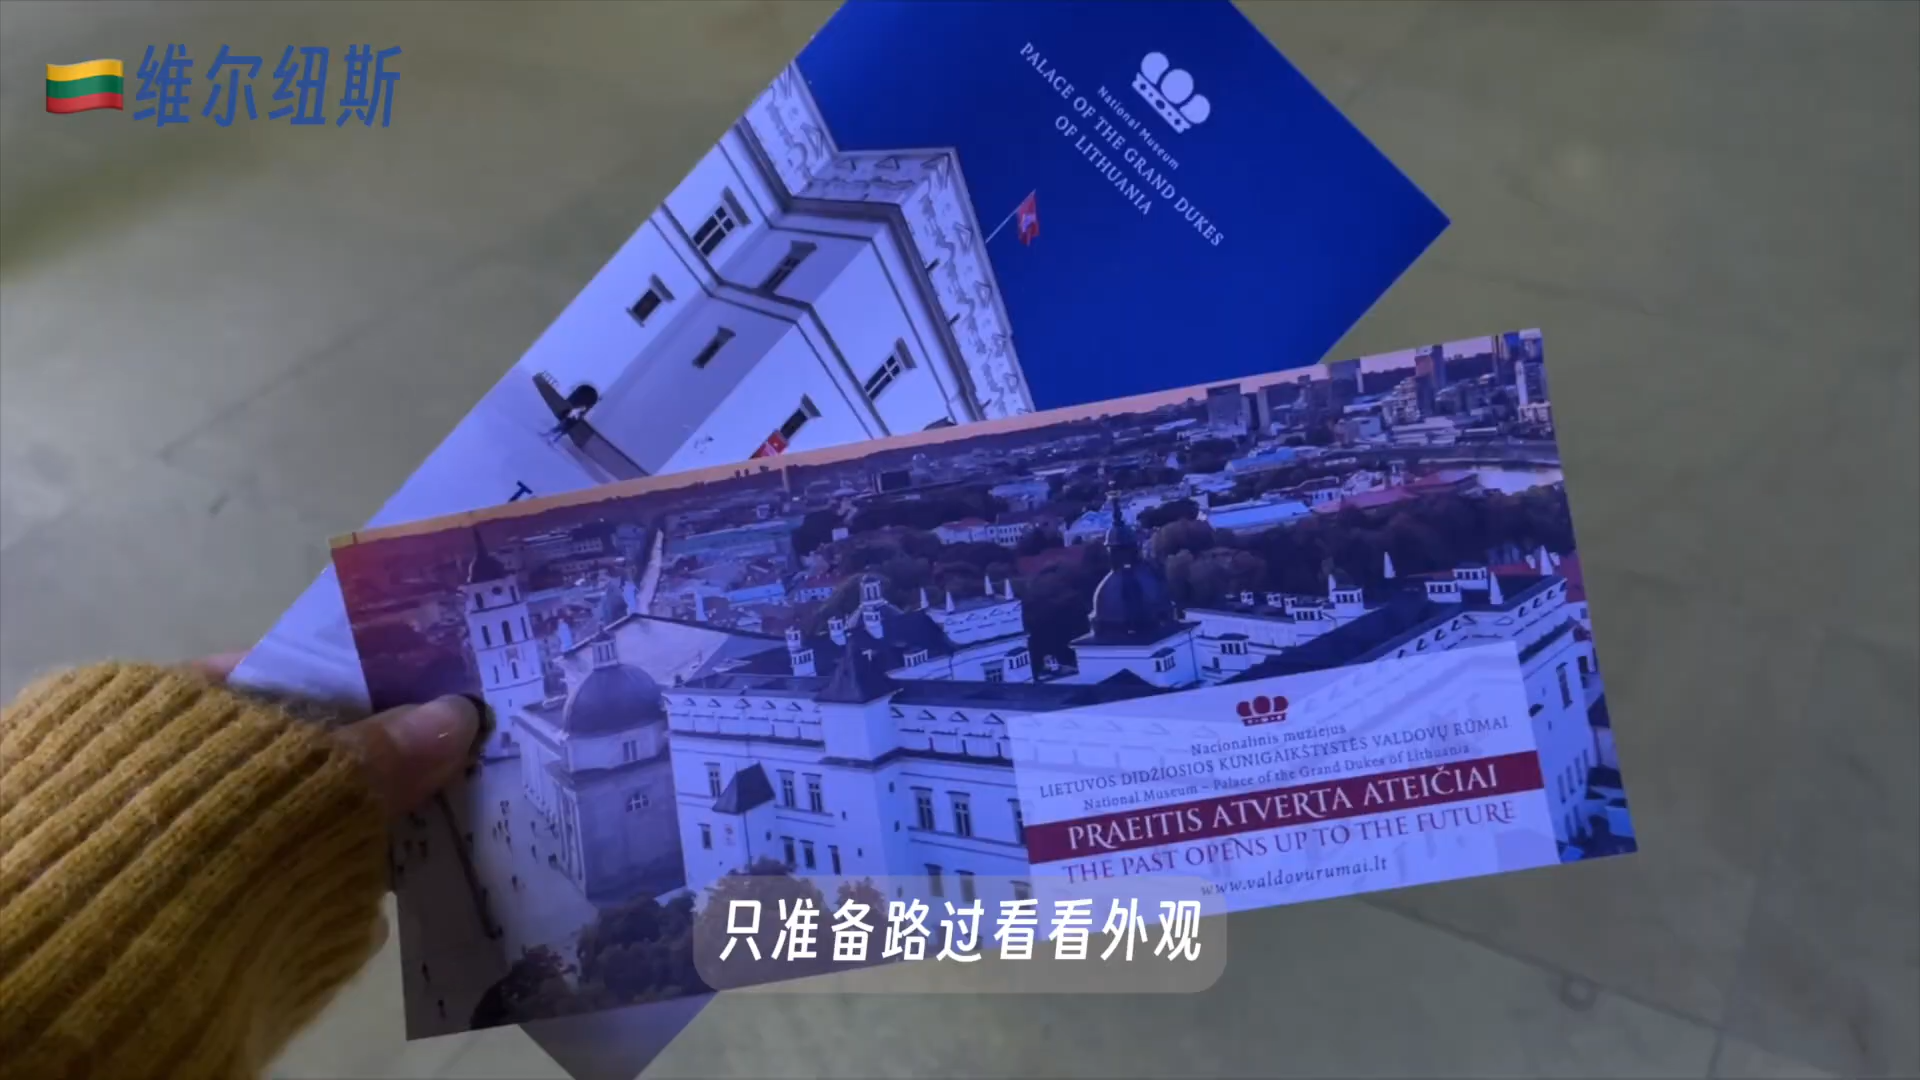 维尔纽斯
National Museum
PALACE OF THE GRAND DUKES
OF LITHUANIA
Nacionalinis muziejus
LIETUVOS DIDŽIOSIOS KUNIGAIKŠTYSTĖS VALDOVŲ RŪMAI
National Museum – Palace of the Grand Dukes of Lithuania
PRAEITIS ATVERTA ATEIČIAI
THE PAST OPENS UP TO THE FUTURE
www.valdovurumai.lt
只准备路过看看外观